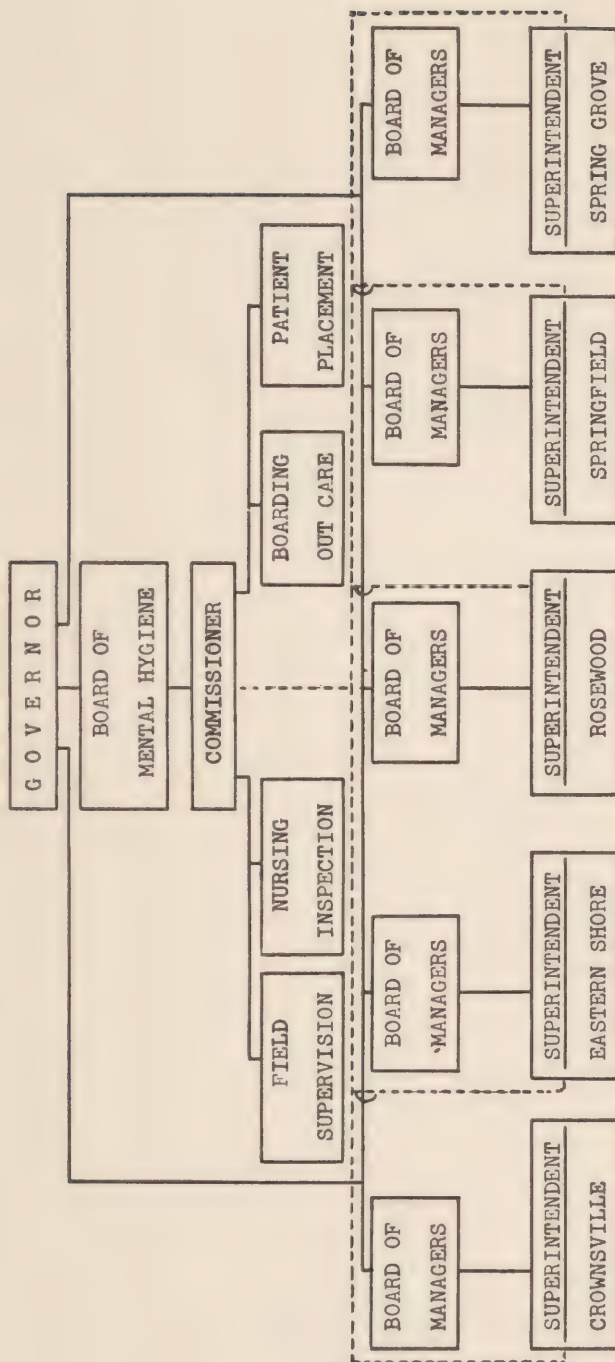 G O V E R N O R
BOARD OF
MENTAL HYGIENE
COMMISSIONER
FIELD
SUPERVISION
NURSING
INSPECTION
BOARDING
OUT CARE
PATIENT
PLACEMENT
BOARD OF
MANAGERS
BOARD OF
MANAGERS
BOARD OF
MANAGERS
BOARD OF
MANAGERS
BOARD OF
MANAGERS
SUPERINTENDENT
CROWNSVILLE
SUPERINTENDENT
EASTERN SHORE
SUPERINTENDENT
ROSEWOOD
SUPERINTENDENT
SPRINGFIELD
SUPERINTENDENT
SPRING GROVE